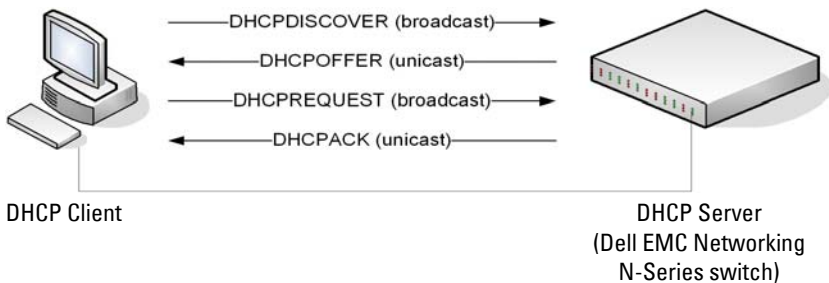 DHCPDISCOVER (broadcast)
DHCPOFFER (unicast)
DHCPREQUEST (broadcast)
DHCPACK (unicast)
DHCP Client
DHCP Server
(Dell EMC Networking
N-Series switch)